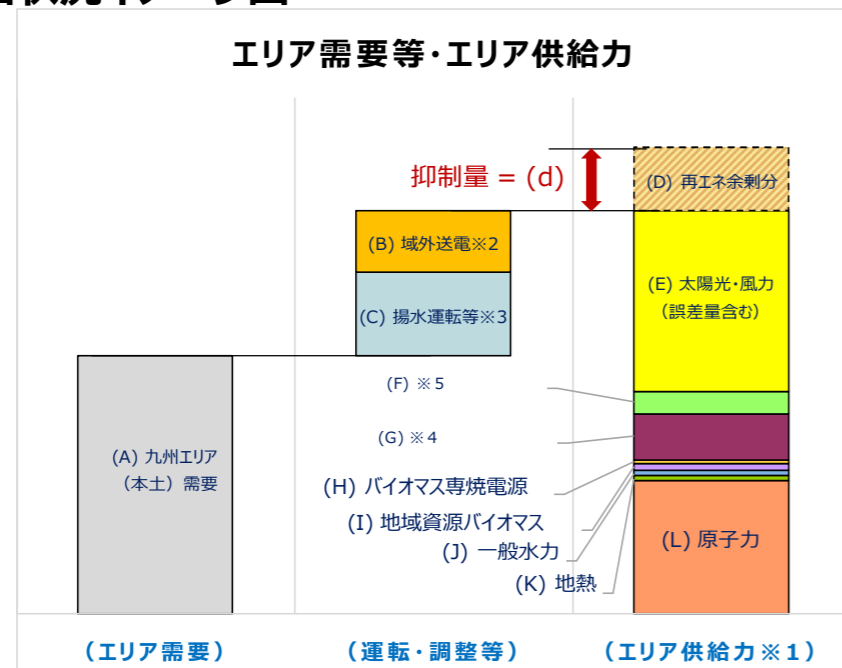 エリア需要等・エリア供給力
抑制量 = (d)
(D) 再エネ余剰分
(B) 域外送電※2
(E) 太陽光・風力
（誤差量含む）
(C) 揚水運転等※3
(F) ※5
(G) ※4
(A) 九州エリア
（本土）需要
(H) バイオマス専焼電源
(I) 地域資源バイオマス
(J) 一般水力
(K) 地熱
(L) 原子力
（エリア需要）
（運転・調整等）
（エリア供給力※1）